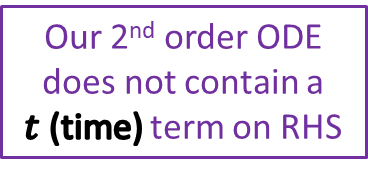 Our 2nd order ODE
does not contain a
t (time) term on RHS